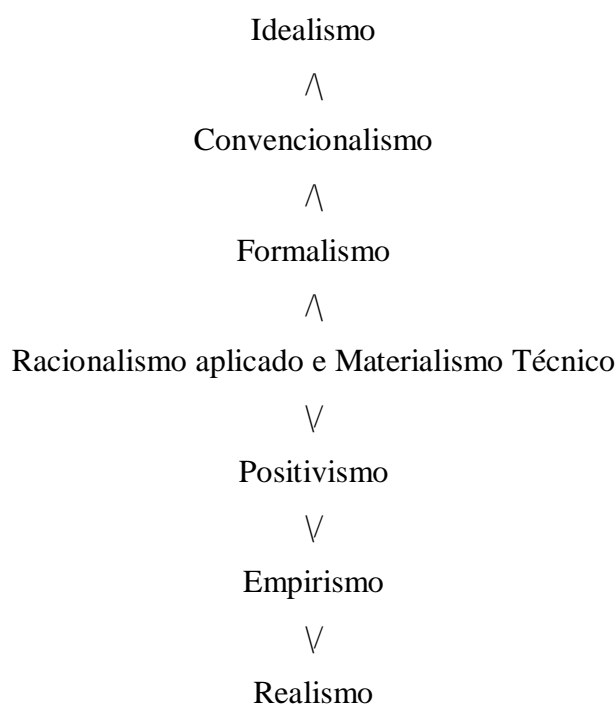 Idealismo
/\
Convencionalismo
/\
Formalismo
/\
Racionalismo aplicado e Materialismo Técnico
\/
Positivismo
\/
Empirismo
\/
Realismo